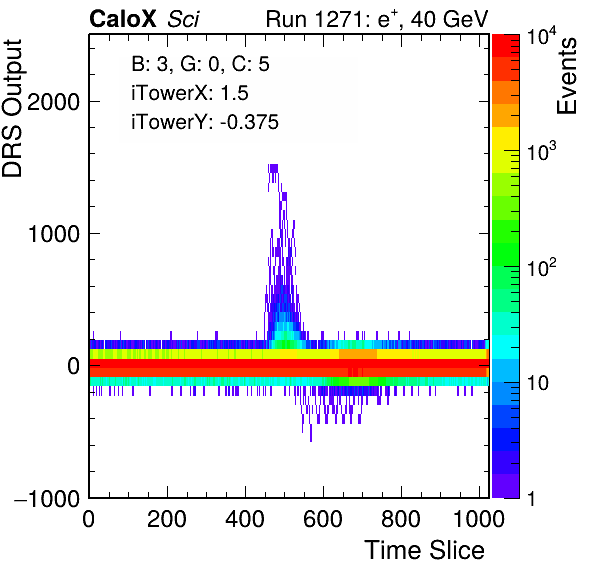 CaloX Sci Run 1271: e⁺, 40 GeV
B: 3, G: 0, C: 5
iTowerX: 1.5
iTowerY: -0.375
DRS Output
2000
1000
0
−1000
0 200 400 600 800 1000
Time Slice
Events
10⁴
10³
10²
10
1